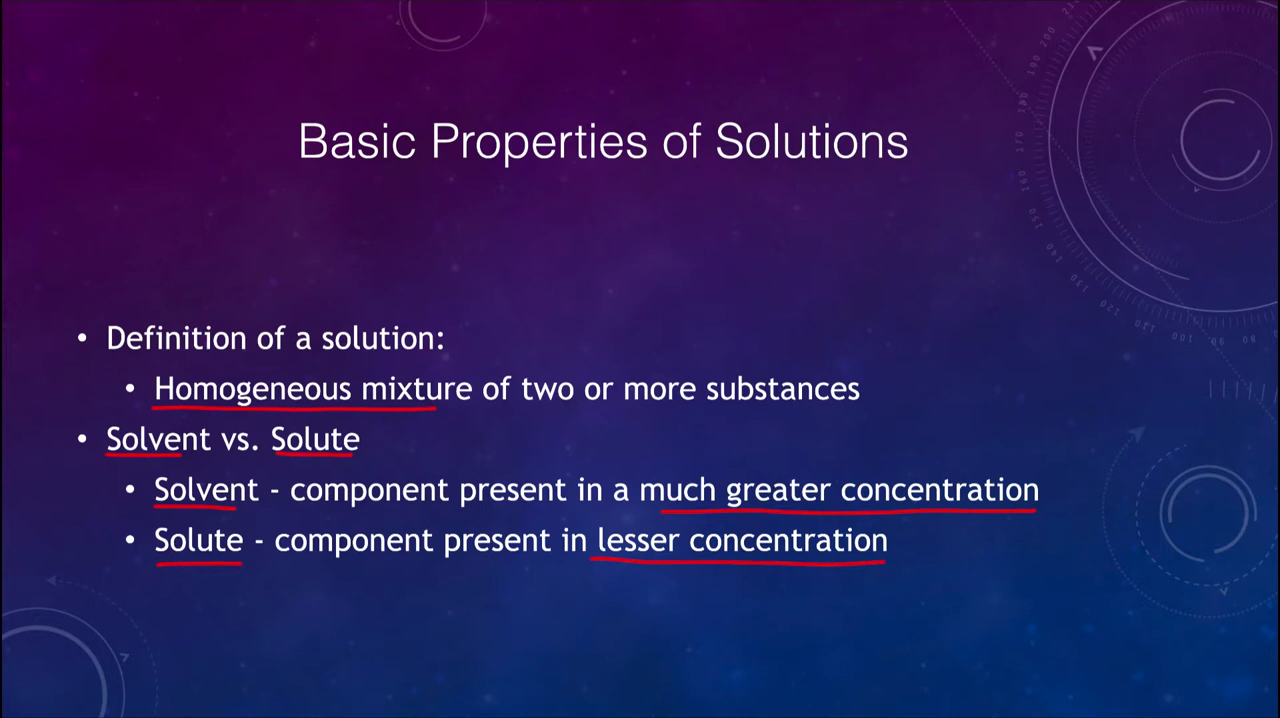 Basic Properties of Solutions
• Definition of a solution:
• Homogeneous mixture of two or more substances
• Solvent vs. Solute
• Solvent - component present in a much greater concentration
• Solute - component present in lesser concentration